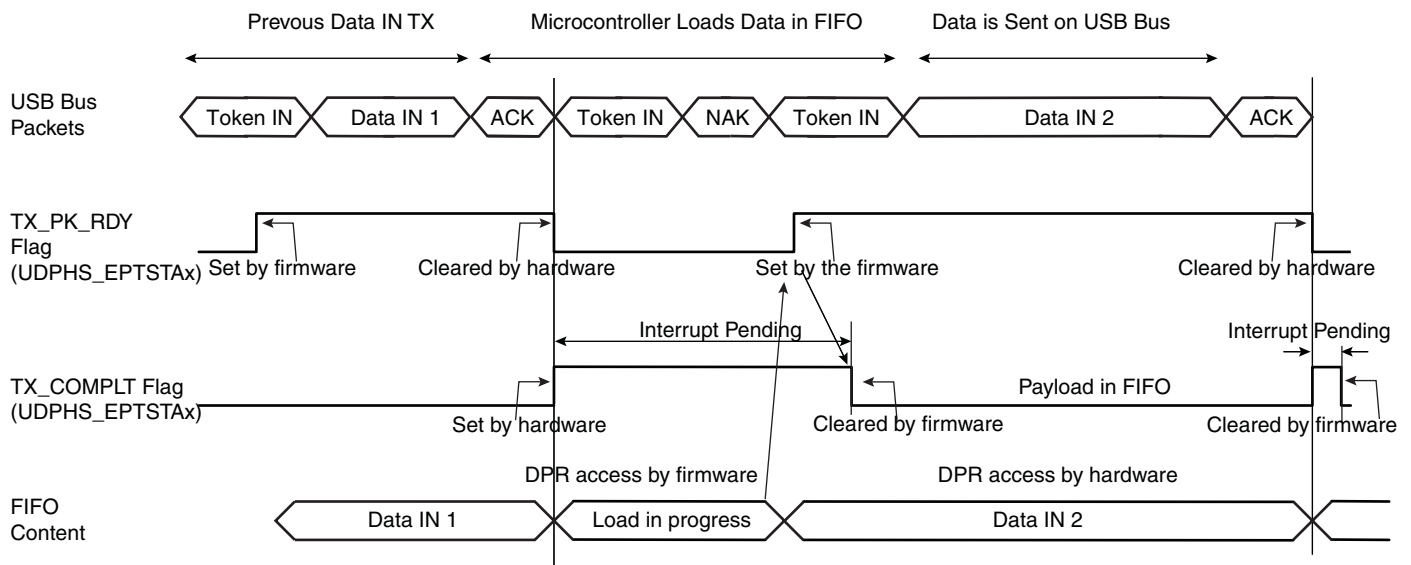 Prevous Data IN TX
Microcontroller Loads Data in FIFO
Data is Sent on USB Bus
USB Bus
Packets
Token IN
Data IN 1
ACK
Token IN
NAK
Token IN
Data IN 2
ACK
TX_PK_RDY
Flag
(UDPHS_EPTSTAx)
Set by firmware
Cleared by hardware
Set by the firmware
Cleared by hardware
Interrupt Pending
Interrupt Pending
TX_COMPLT Flag
(UDPHS_EPTSTAx)
Payload in FIFO
Set by hardware
Cleared by firmware
Cleared by firmware
DPR access by firmware
DPR access by hardware
FIFO
Content
Data IN 1
Load in progress
Data IN 2